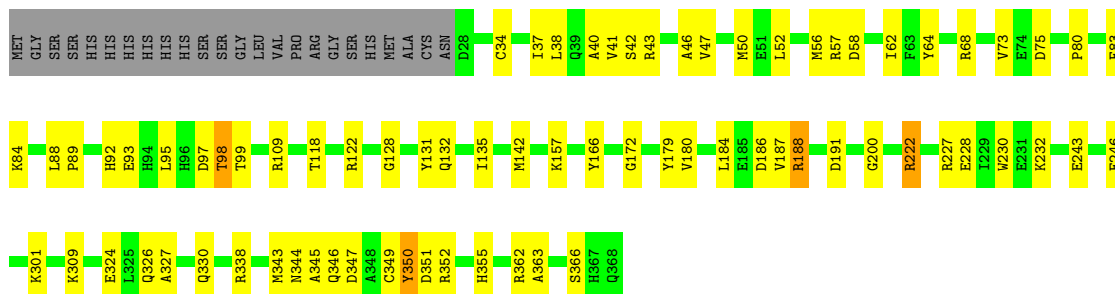 MET GLY SER SER HIS HIS HIS HIS HIS HIS SER SER GLY LEU VAL PRO ARG GLY SER HIS MET ALA CYS ASN D28 C34 I37 L38 Q39 A40 V41 S42 R43 A46 V47 M50 E51 L52 M56 R57 D58 I62 F63 Y64 R68 V73 E74 D75 P80
K84 L88 P89 H92 E93 H94 L95 H96 D97 T98 T99 R109 T118 R122 G128 Y131 Q132 I135 M142 K157 Y166 G172 Y179 V180 L184 E185 D186 V187 R188 D191 G200 R222 R227 E228 I229 W230 E231 K232 E243
K301 K309 E324 L325 Q326 A327 Q330 R338 M343 N344 A345 Q346 D347 A348 C349 Y350 D351 R352 H355 R362 A363 S366 H367 Q368